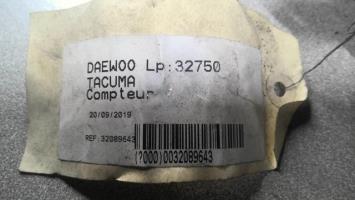 DAEWOO Lp:32750
TACUMA
Compteur
20/09/2019
REF:32089643
(7000)0032089643